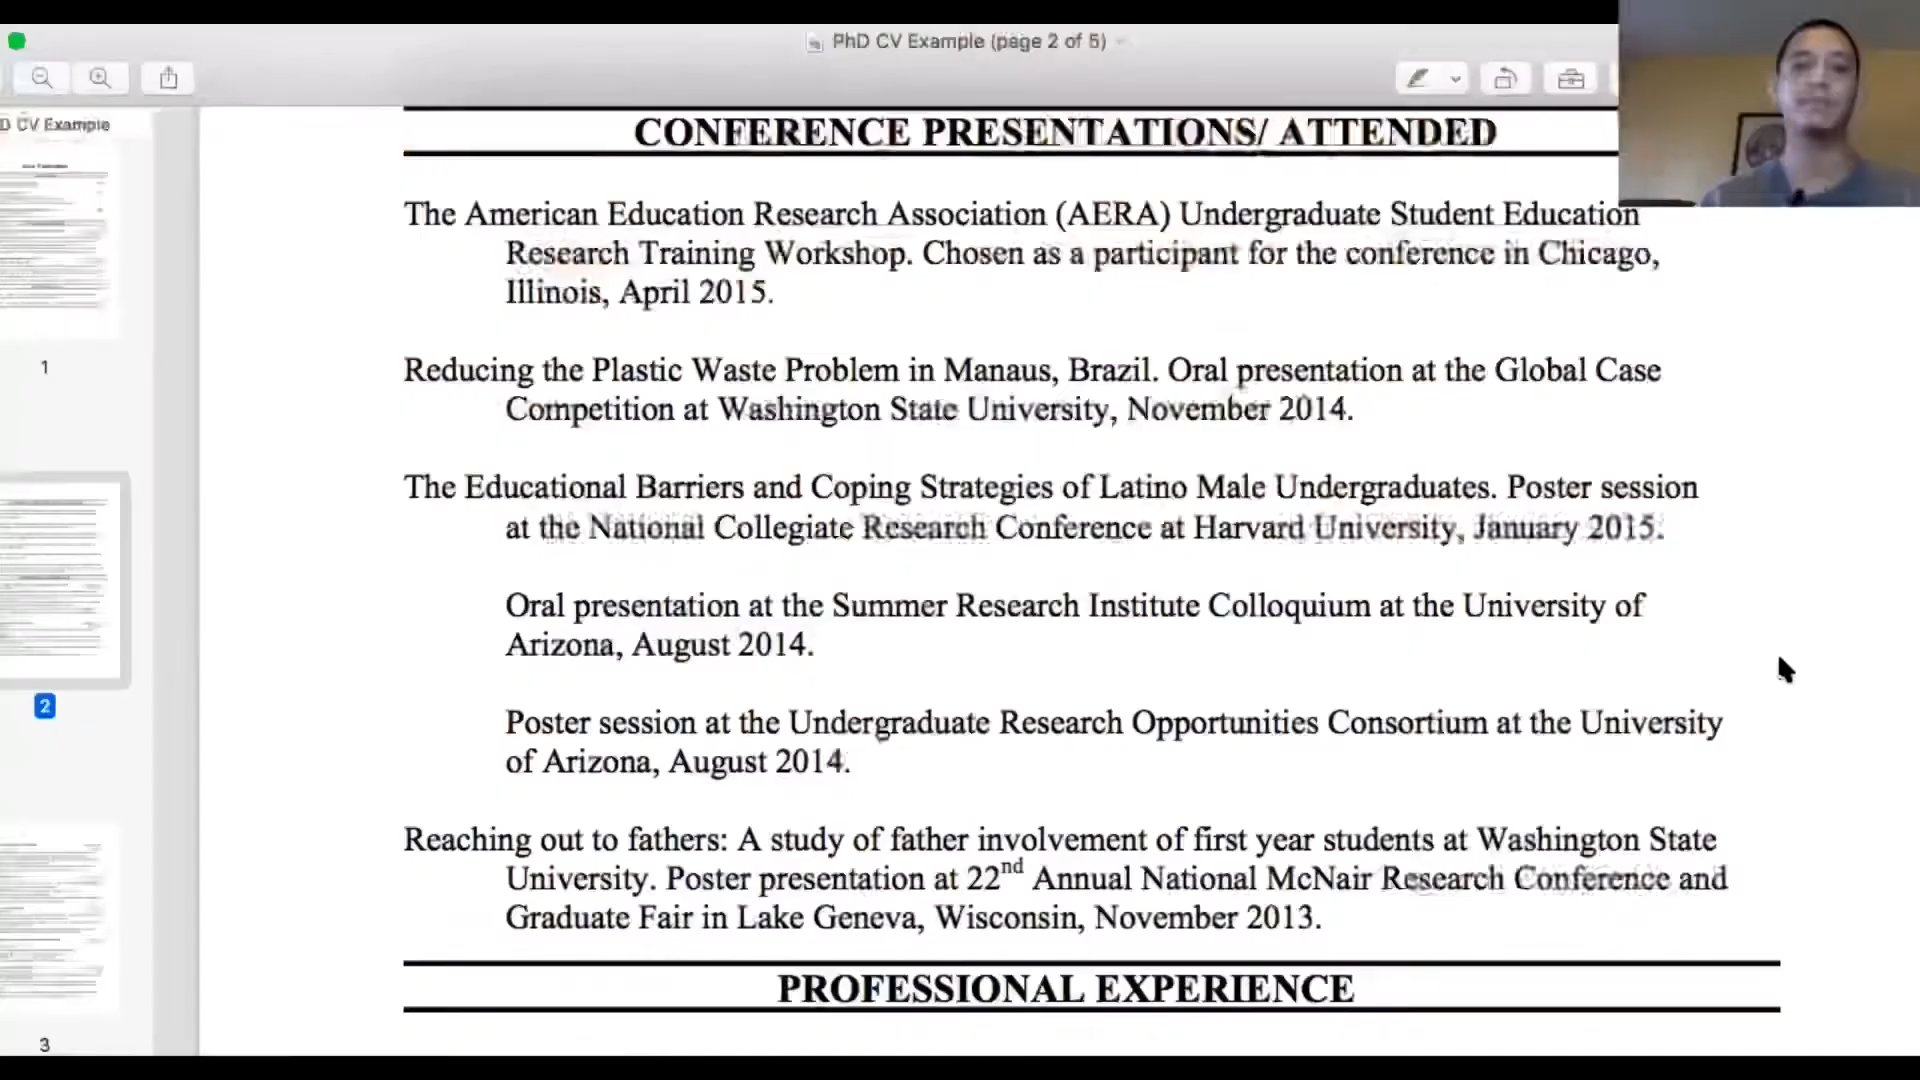 PhD CV Example (page 2 of 5)
D CV Example
1
2
3
CONFERENCE PRESENTATIONS/ ATTENDED
The American Education Research Association (AERA) Undergraduate Student Education
Research Training Workshop. Chosen as a participant for the conference in Chicago,
Illinois, April 2015.
Reducing the Plastic Waste Problem in Manaus, Brazil. Oral presentation at the Global Case
Competition at Washington State University, November 2014.
The Educational Barriers and Coping Strategies of Latino Male Undergraduates. Poster session
at the National Collegiate Research Conference at Harvard University, January 2015.
Oral presentation at the Summer Research Institute Colloquium at the University of
Arizona, August 2014.
Poster session at the Undergraduate Research Opportunities Consortium at the University
of Arizona, August 2014.
Reaching out to fathers: A study of father involvement of first year students at Washington State
University. Poster presentation at 22nd Annual National McNair Research Conference and
Graduate Fair in Lake Geneva, Wisconsin, November 2013.
PROFESSIONAL EXPERIENCE